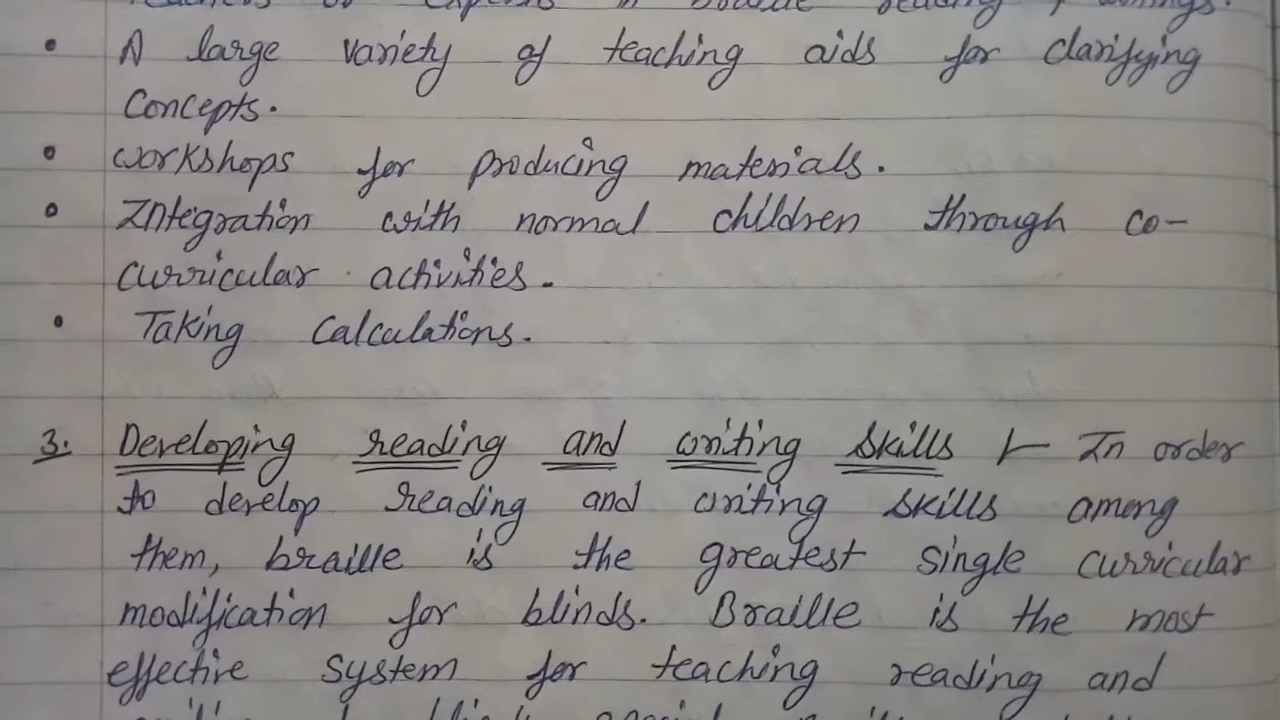 in Braille reading
• A large variety of teaching aids for clarifying
Concepts.
• workshops for producing materials.
• Integration with normal children through co-
curricular activities.
• Taking Calculations.
3. Developing reading and writing skills :- In order
to develop reading and writing skills among
them, braille is the greatest single curricular
modification for blinds. Braille is the most
effective system for teaching reading and